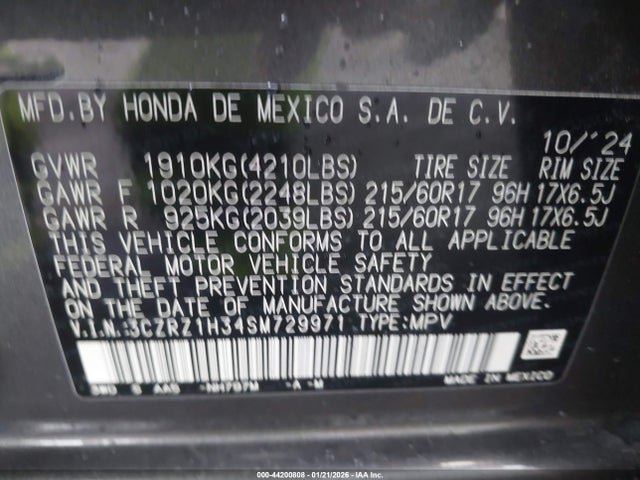 MFD.BY HONDA DE MEXICO S.A. DE C.V.
10/'24
GVWR 1910KG(4210LBS) TIRE SIZE RIM SIZE
GAWR F 1020KG(2248LBS) 215/60R17 96H 17X6.5J
GAWR R 925KG(2039LBS) 215/60R17 96H 17X6.5J
THIS VEHICLE CONFORMS TO ALL APPLICABLE
FEDERAL MOTOR VEHICLE SAFETY
AND THEFT PREVENTION STANDARDS IN EFFECT
ON THE DATE OF MANUFACTURE SHOWN ABOVE.
V.I.N.:3CZRZ1H34SM729971 TYPE:MPV
3W0 AAS NH797M -A -M
MADE IN MEXICO
000-44200808 - 01/21/2026 - IAA Inc.